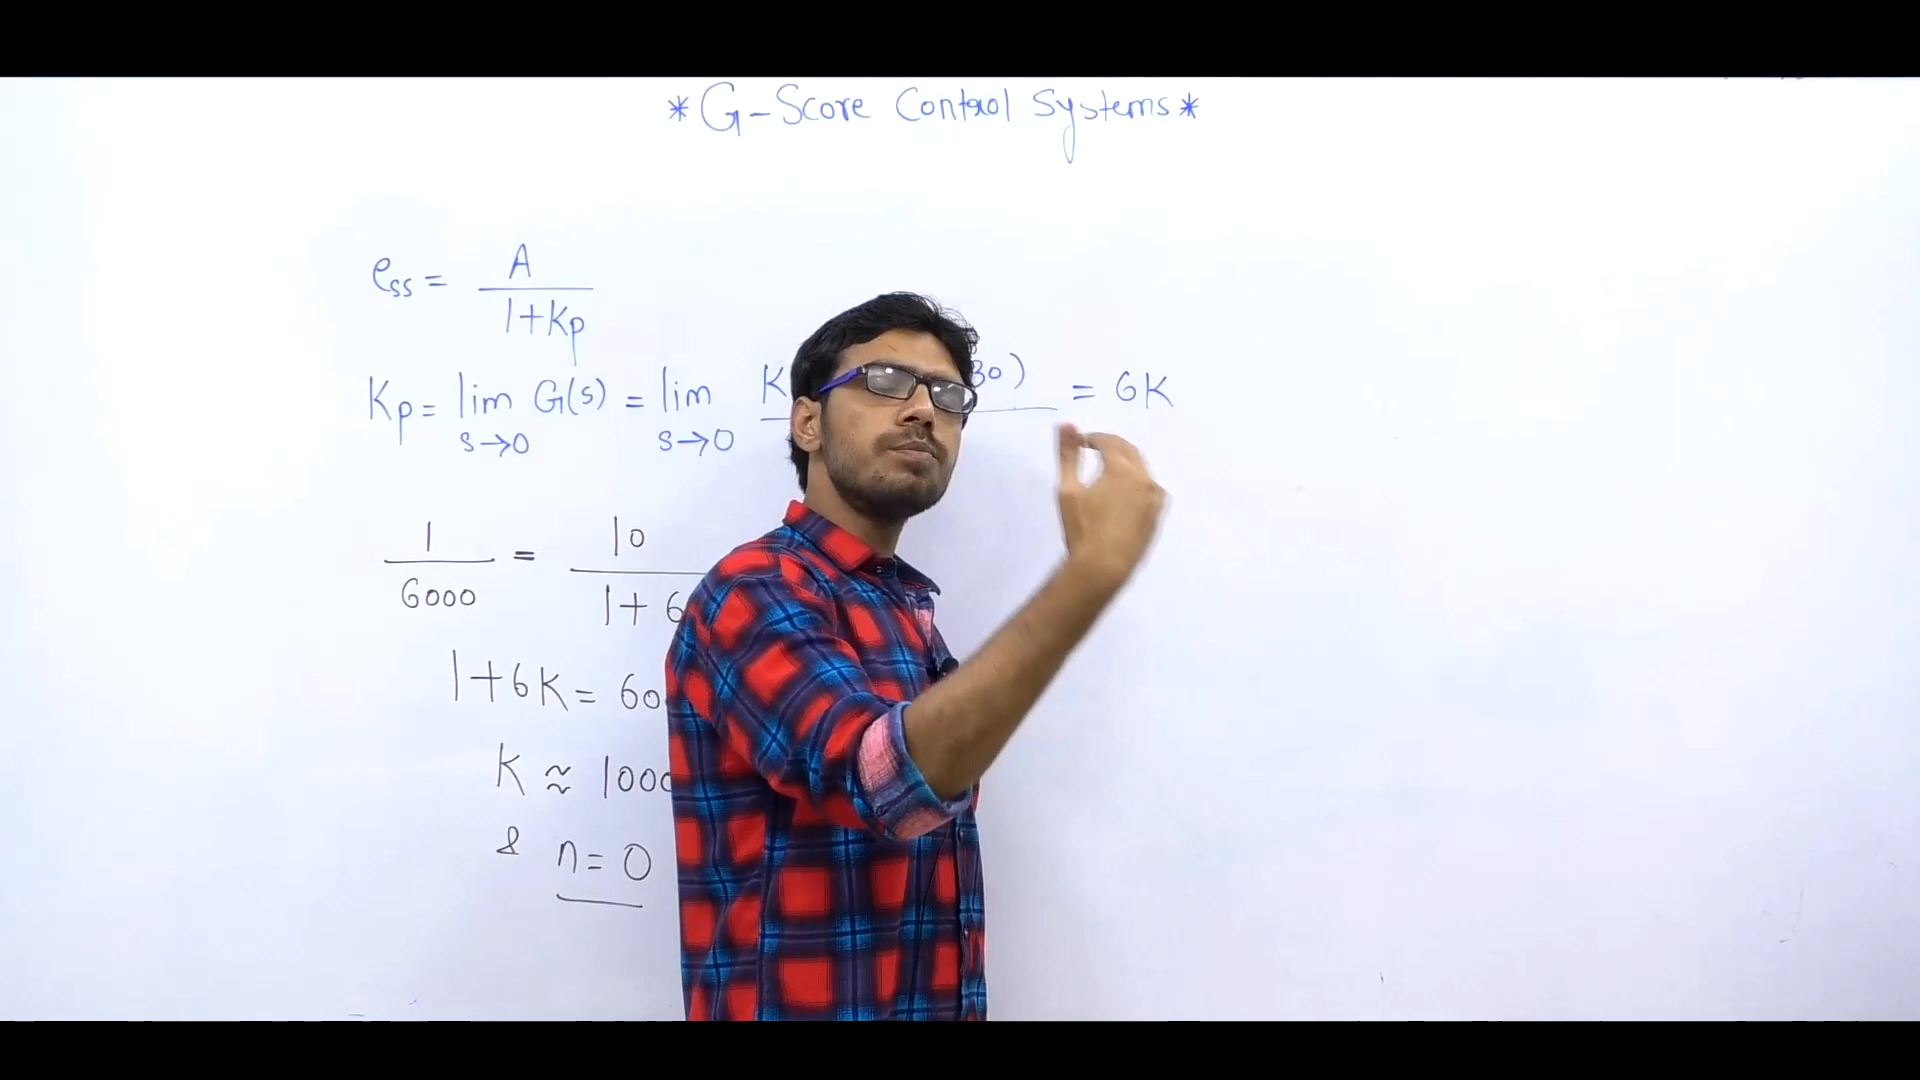 *G-Score Control Systems*
ess = A / 1+Kp
Kp = lim s→0 G(s) = lim s→0 K 30) = 6K
1 / 6000 = 10 / 1+6
1+6K = 60
K ≈ 1000
& n = 0